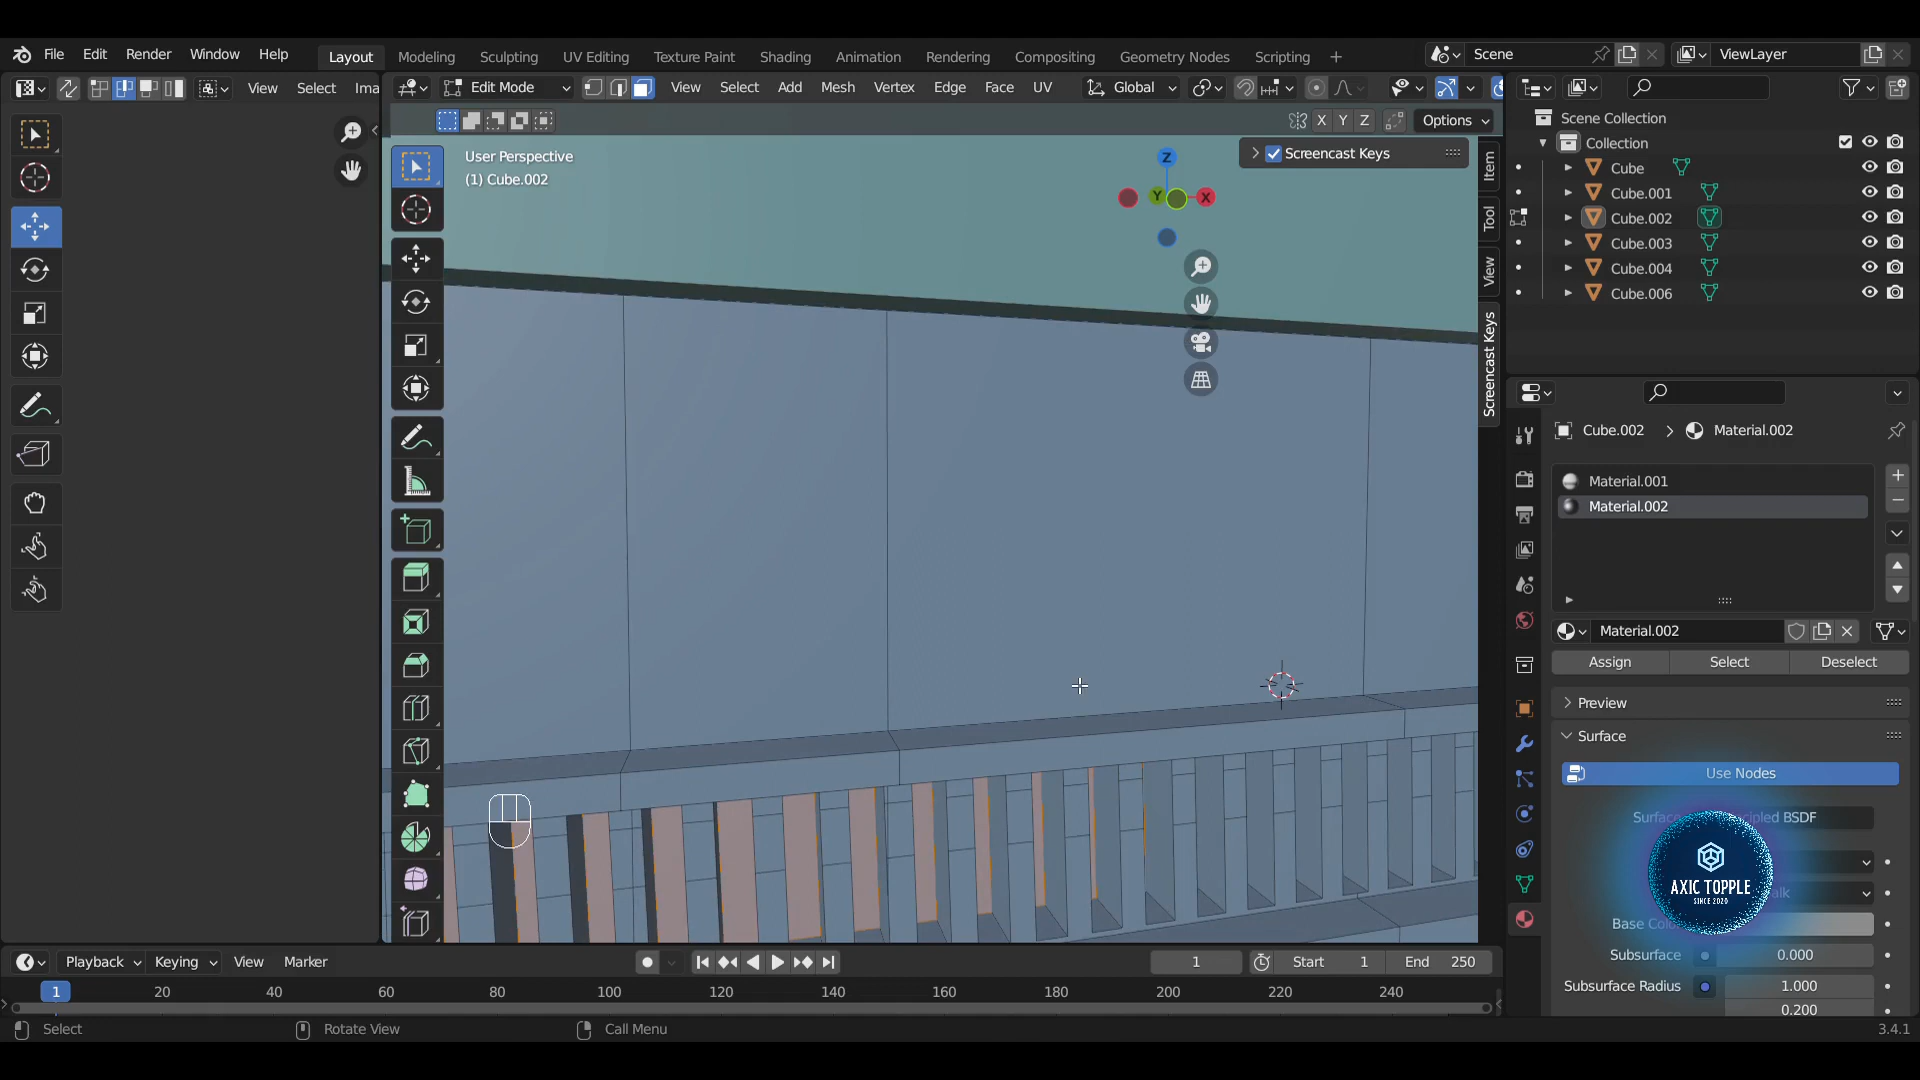 File Edit Render Window Help Layout Modeling Sculpting UV Editing Texture Paint Shading Animation Rendering Compositing Geometry Nodes Scripting + Scene ViewLayer
View Select Ima Edit Mode View Select Add Mesh Vertex Edge Face UV Global
X Y Z Options
User Perspective
(1) Cube.002
Screencast Keys
Z
Y
X
Item
Tool
View
Screencast Keys
Scene Collection
Collection
Cube
Cube.001
Cube.002
Cube.003
Cube.004
Cube.006
Cube.002 > Material.002
Material.001
Material.002
Material.002
Assign Select Deselect
Preview
Surface
Use Nodes
BSDF
AXIC TOPPLE
SINCE 2020
Subsurface 0.000
Subsurface Radius 1.000
0.200
Playback Keying View Marker 1 Start 1 End 250
1 20 40 60 80 100 120 140 160 180 200 220 240
Select Rotate View Call Menu 3.4.1